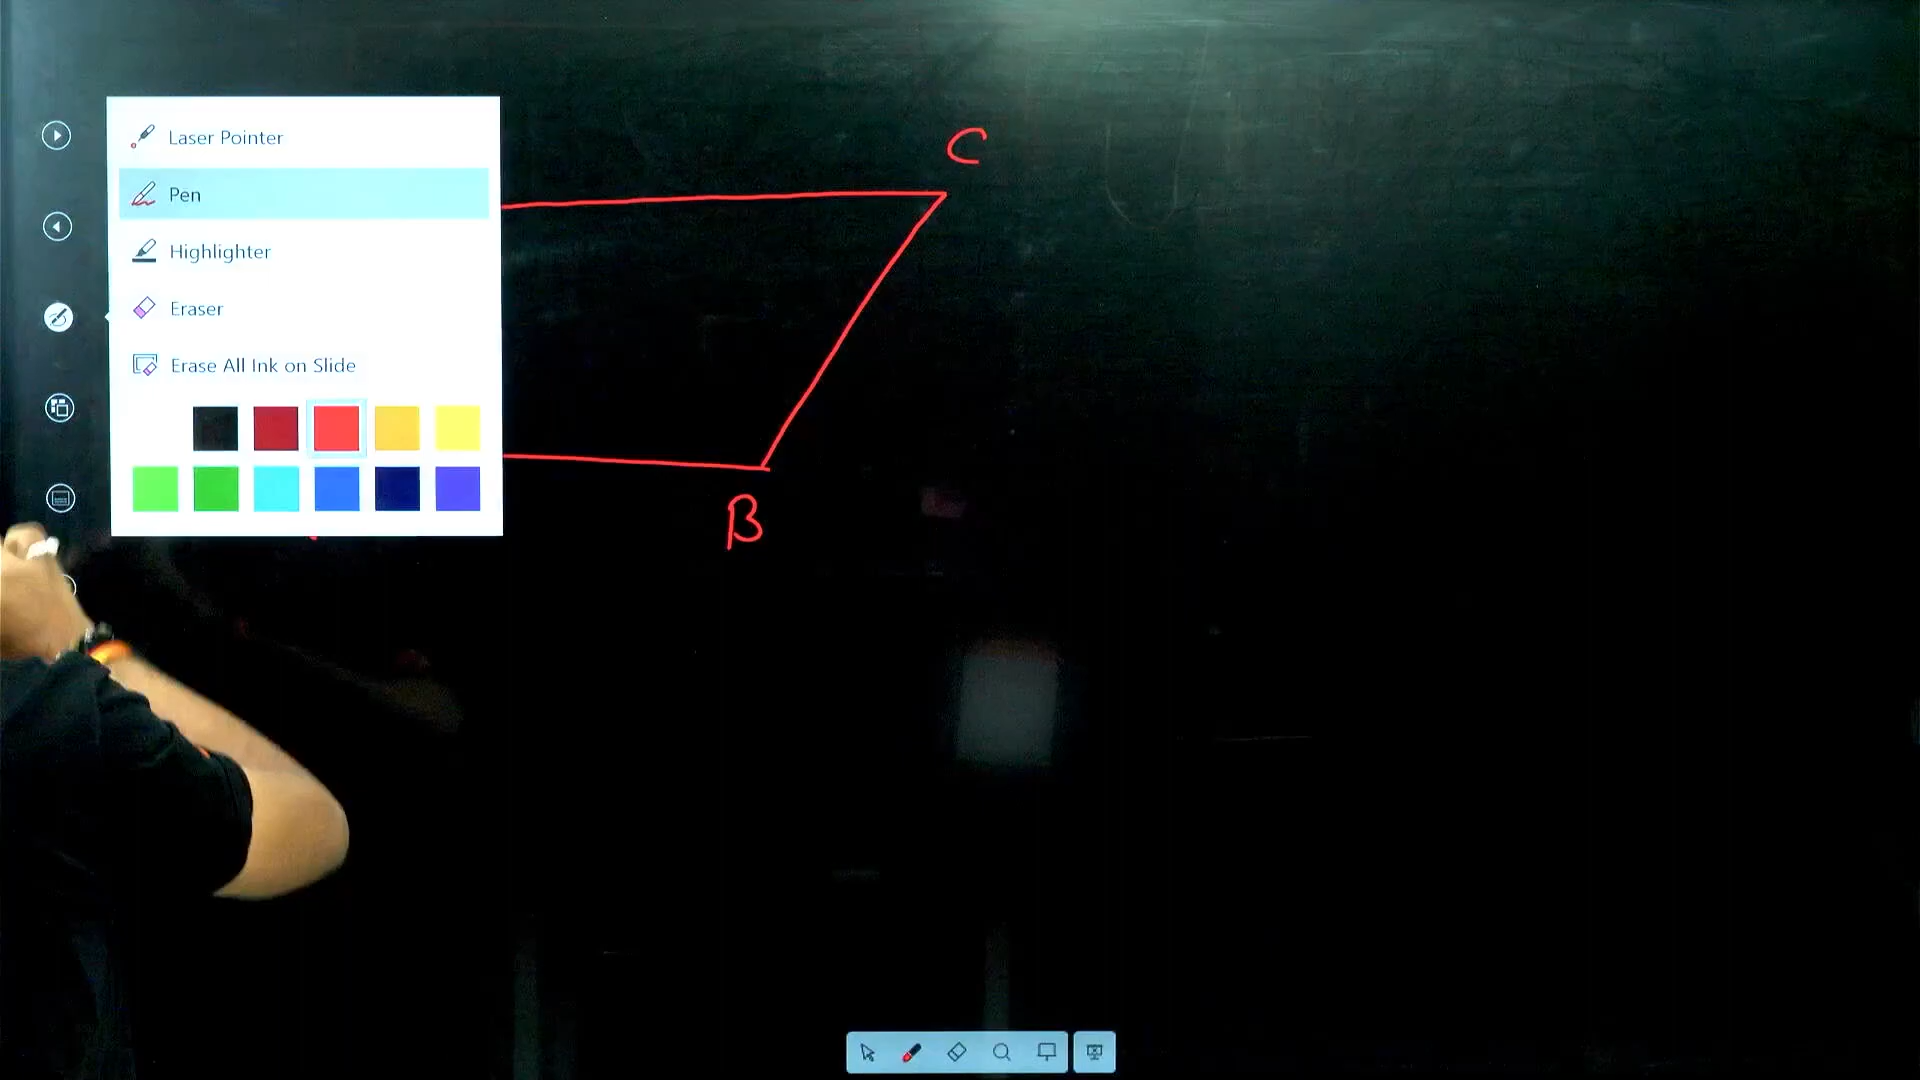 Laser Pointer
Pen
Highlighter
Eraser
Erase All Ink on Slide
C
B